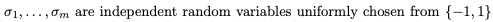 σ₁, . . . , σₘ are independent random variables uniformly chosen from {−1, 1}